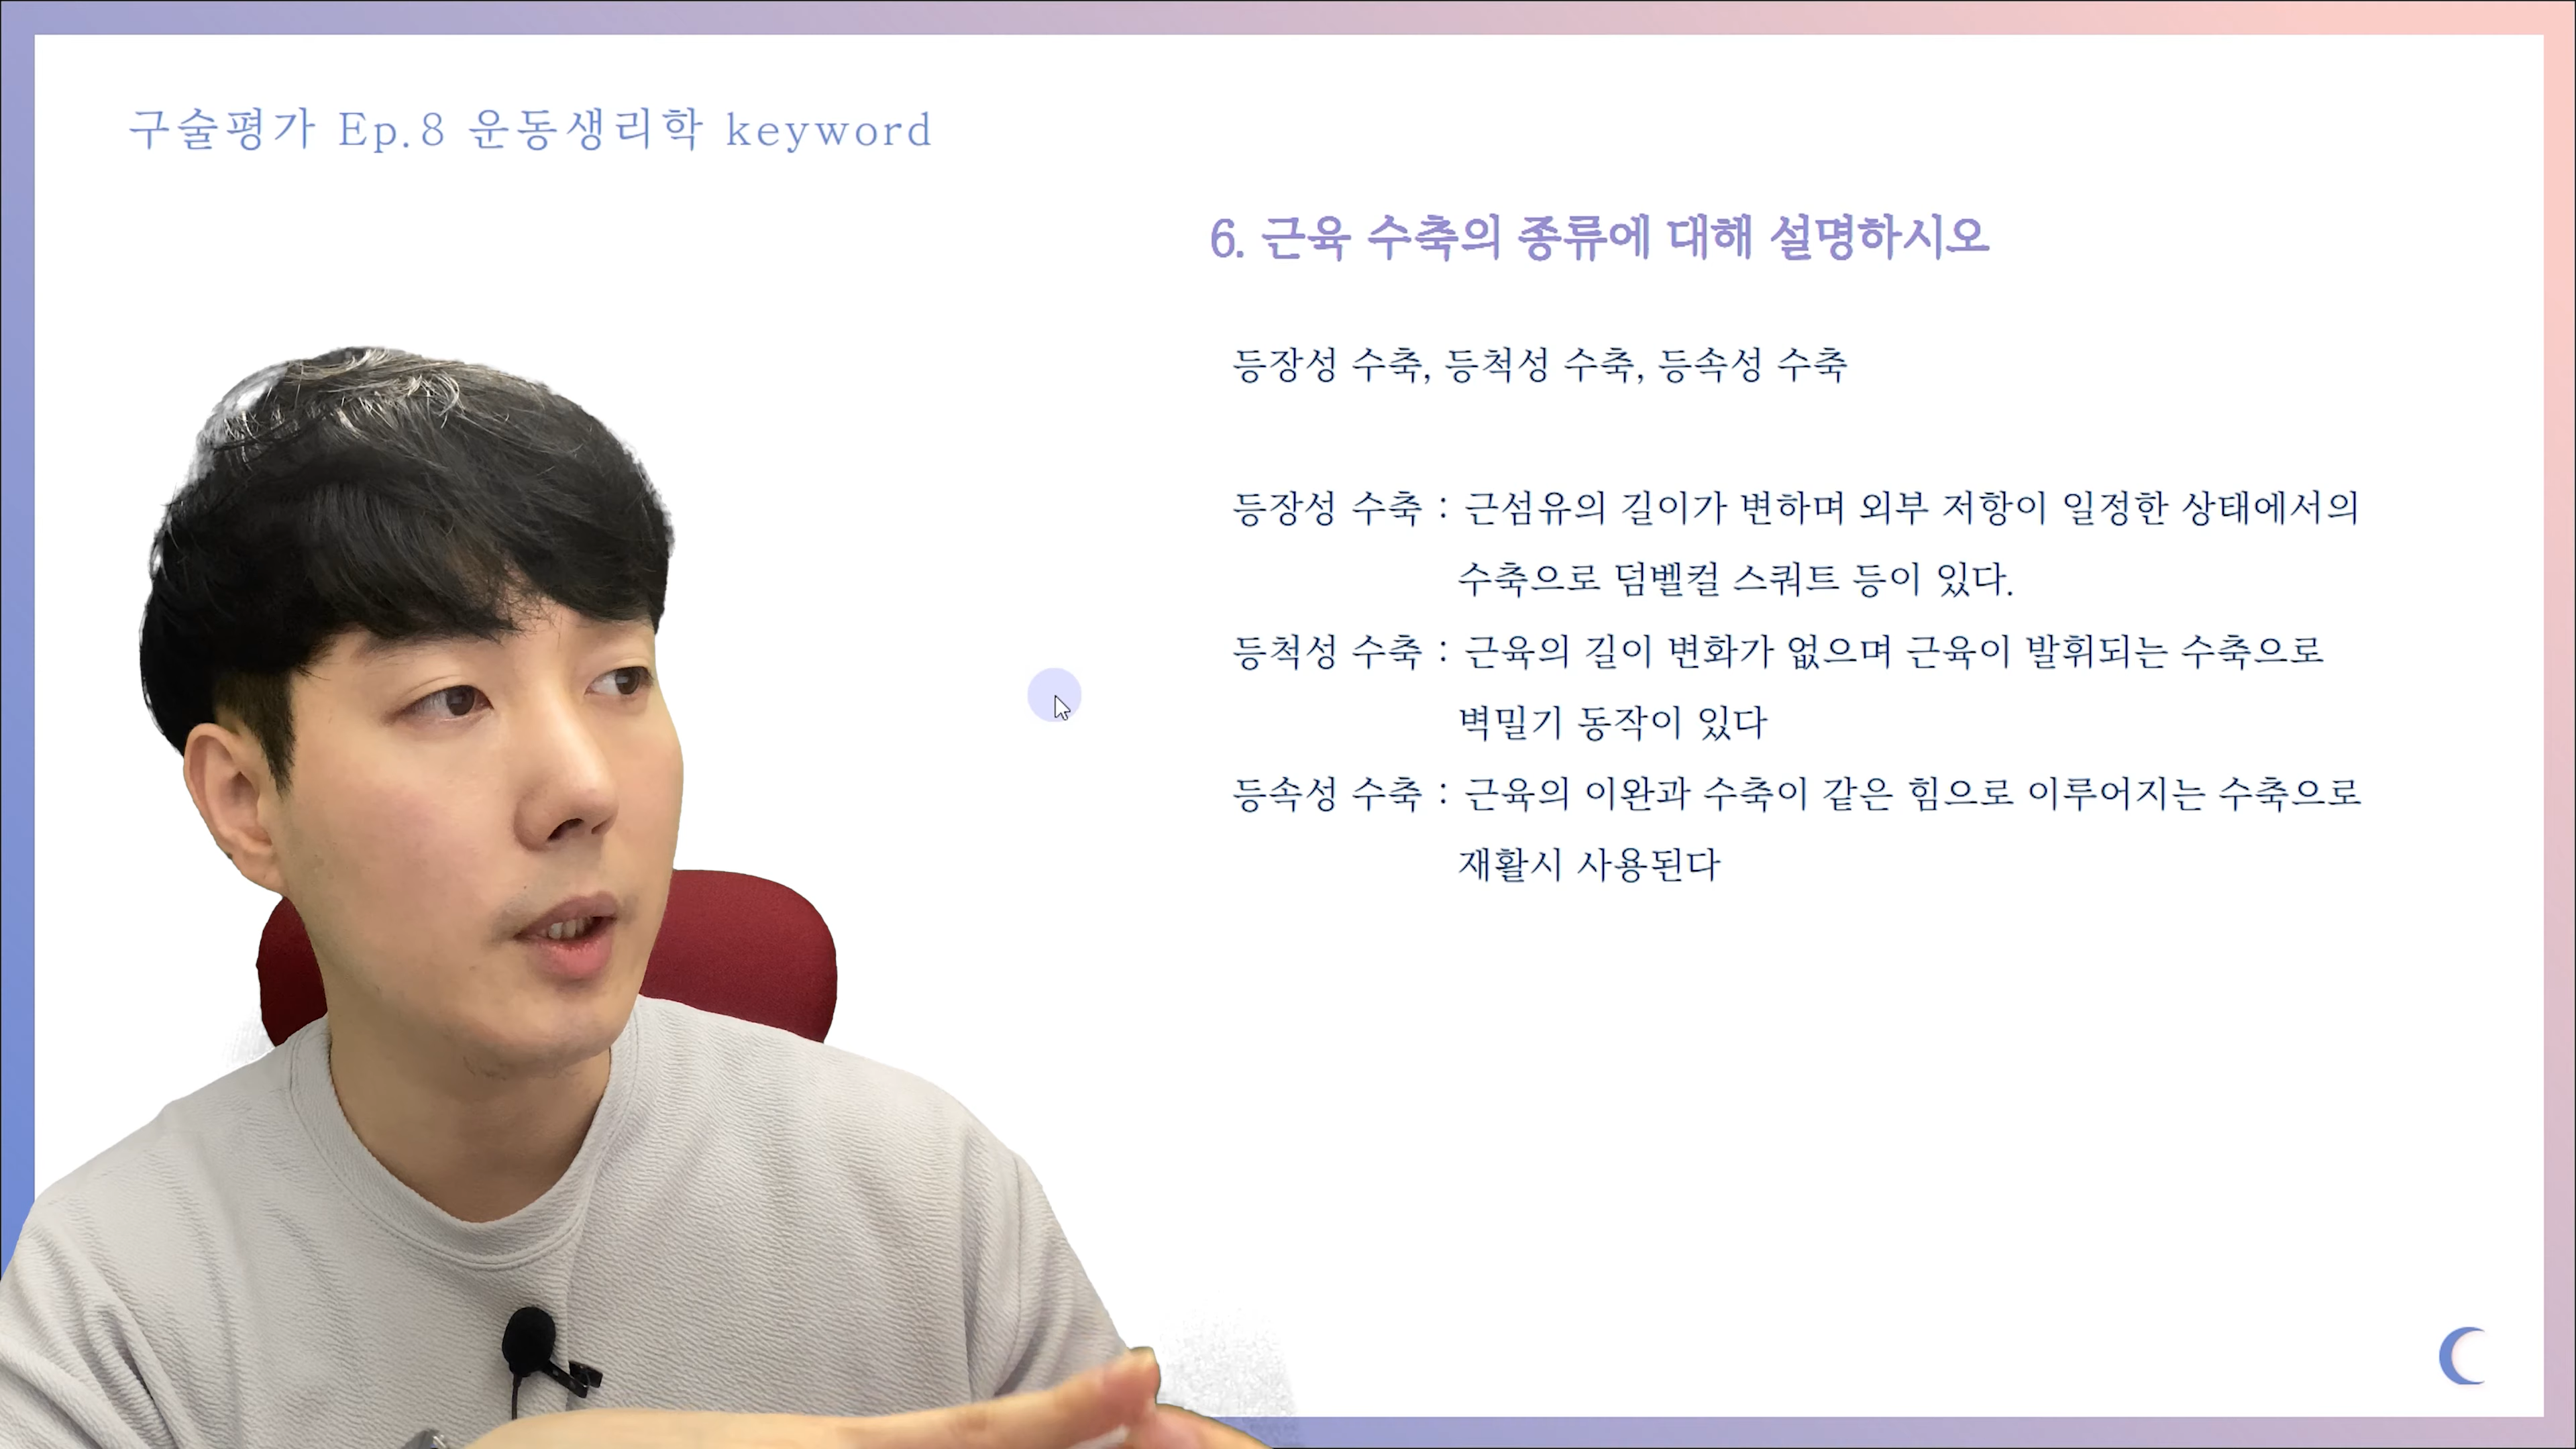 구술평가 Ep.8 운동생리학 keyword
6. 근육 수축의 종류에 대해 설명하시오
등장성 수축, 등척성 수축, 등속성 수축
등장성 수축 : 근섬유의 길이가 변하며 외부 저항이 일정한 상태에서의
수축으로 덤벨컬 스쿼트 등이 있다.
등척성 수축 : 근육의 길이 변화가 없으며 근육이 발휘되는 수축으로
벽밀기 동작이 있다
등속성 수축 : 근육의 이완과 수축이 같은 힘으로 이루어지는 수축으로
재활시 사용된다